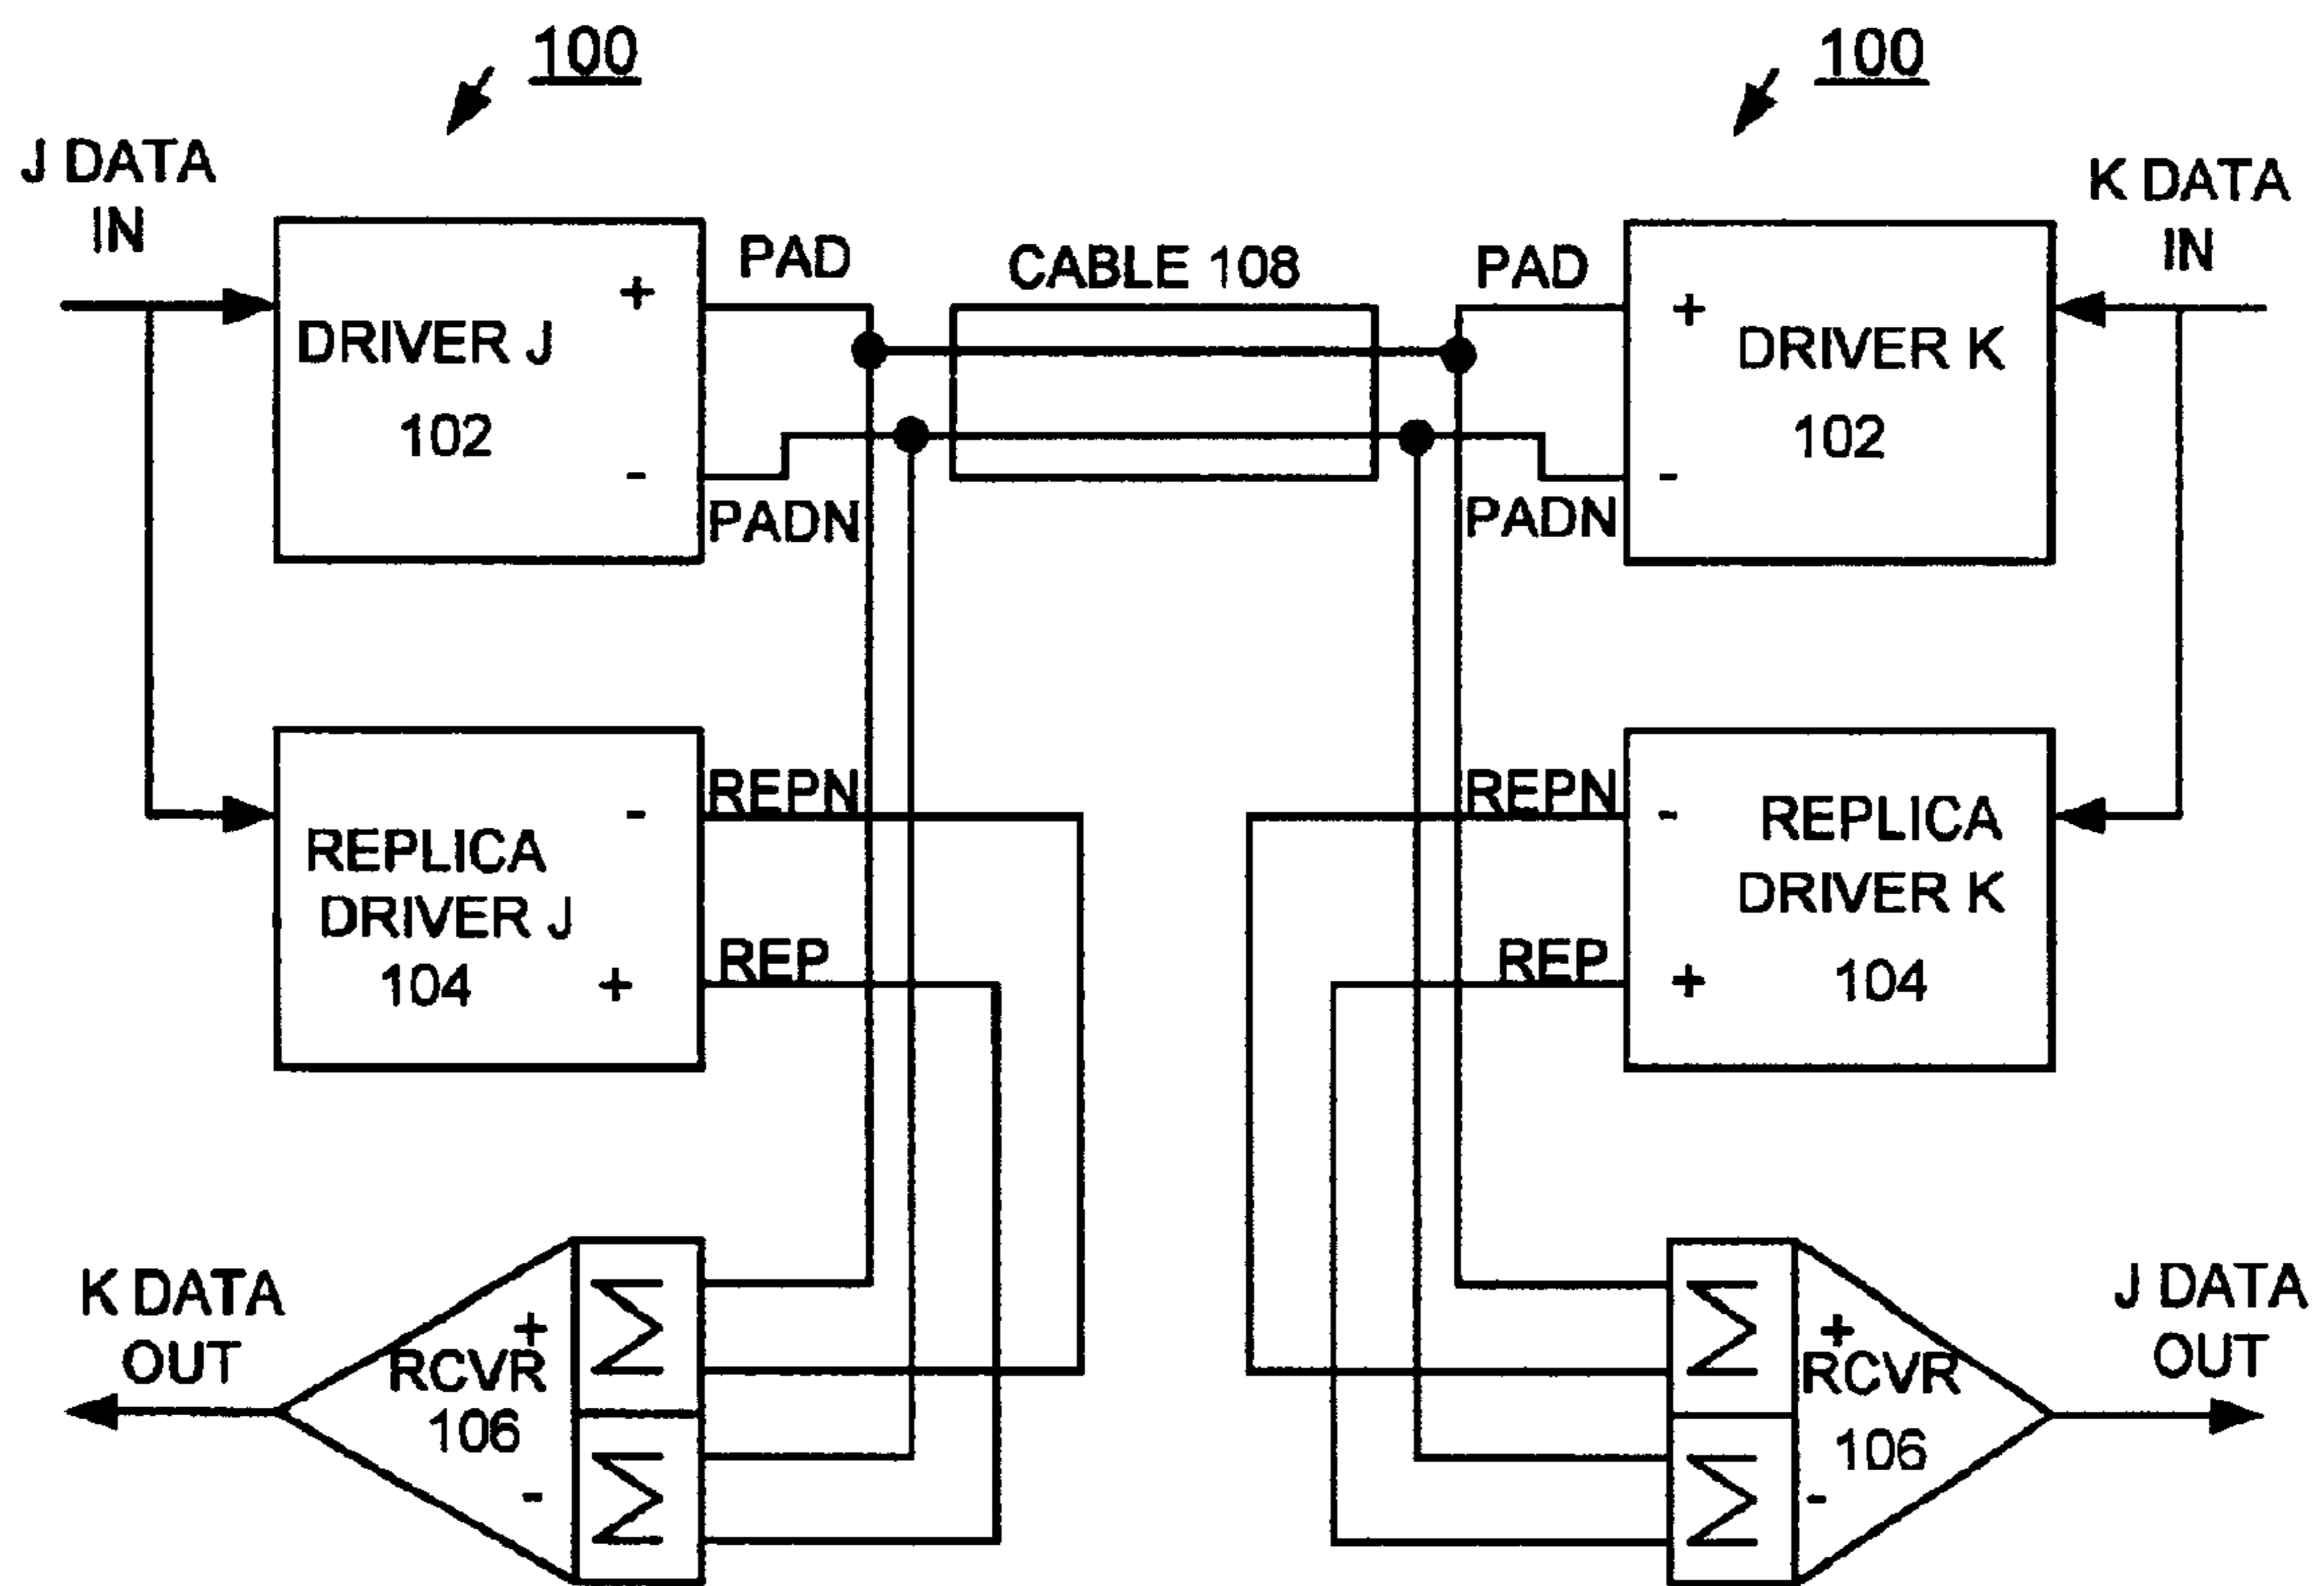 100
100
J DATA
IN
K DATA
IN
PAD
CABLE 108
PAD
+
DRIVER J
102
-
PADN
+
DRIVER K
102
-
PADN
REPN
-
REPLICA
DRIVER J
104
+
REP
REPN
-
REPLICA
DRIVER K
104
+
REP
K DATA
OUT
+
RCVR
106
-
Σ
Σ
Σ
Σ
+
RCVR
106
-
J DATA
OUT